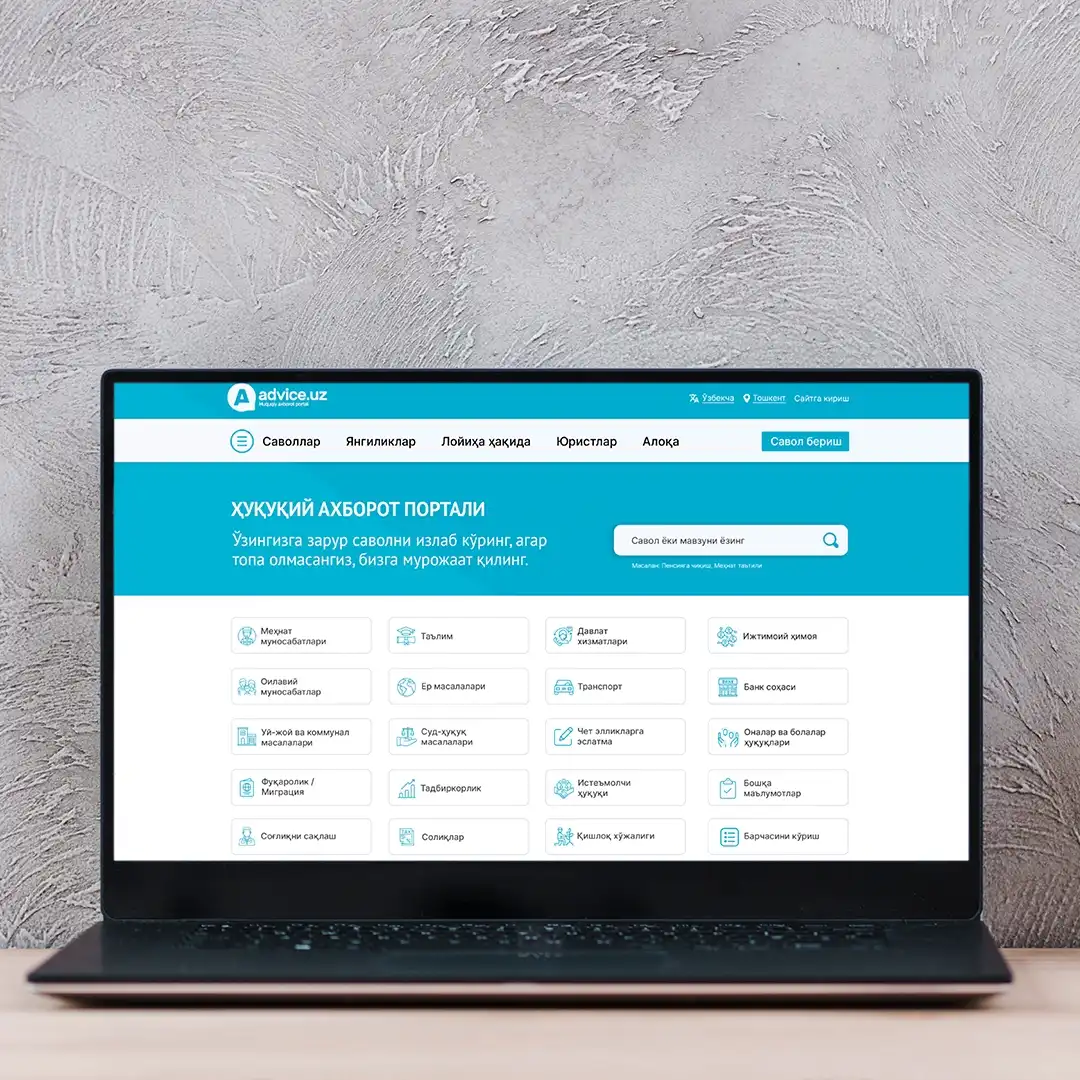 advice.uz
Huquqiy axborot portali
Ўзбекча
Тошкент
Сайтга кириш
Саволлар
Янгиликлар
Лойиҳа ҳақида
Юристлар
Алоқа
Савол бериш
ҲУҚУҚИЙ АХБОРОТ ПОРТАЛИ
Ўзингизга зарур саволни излаб кўринг, агар
топа олмасангиз, бизга мурожаат қилинг.
Савол ёки мавзуни ёзинг
Масалан: Пенсияга чиқиш, Меҳнат таътили
Меҳнат
муносабатлари
Таълим
Давлат
хизматлари
Ижтимоий ҳимоя
Оилавий
муносабатлар
Ер масалалари
Транспорт
Банк соҳаси
Уй-жой ва коммунал
масалалари
Суд-ҳуқуқ
масалалари
Чет элликларга
эслатма
Оналар ва болалар
ҳуқуқлари
Фуқаролик /
Миграция
Тадбиркорлик
Истеъмолчи
ҳуқуқи
Бошқа
маълумотлар
Соғлиқни сақлаш
Солиқлар
Қишлоқ хўжалиги
Барчасини кўриш